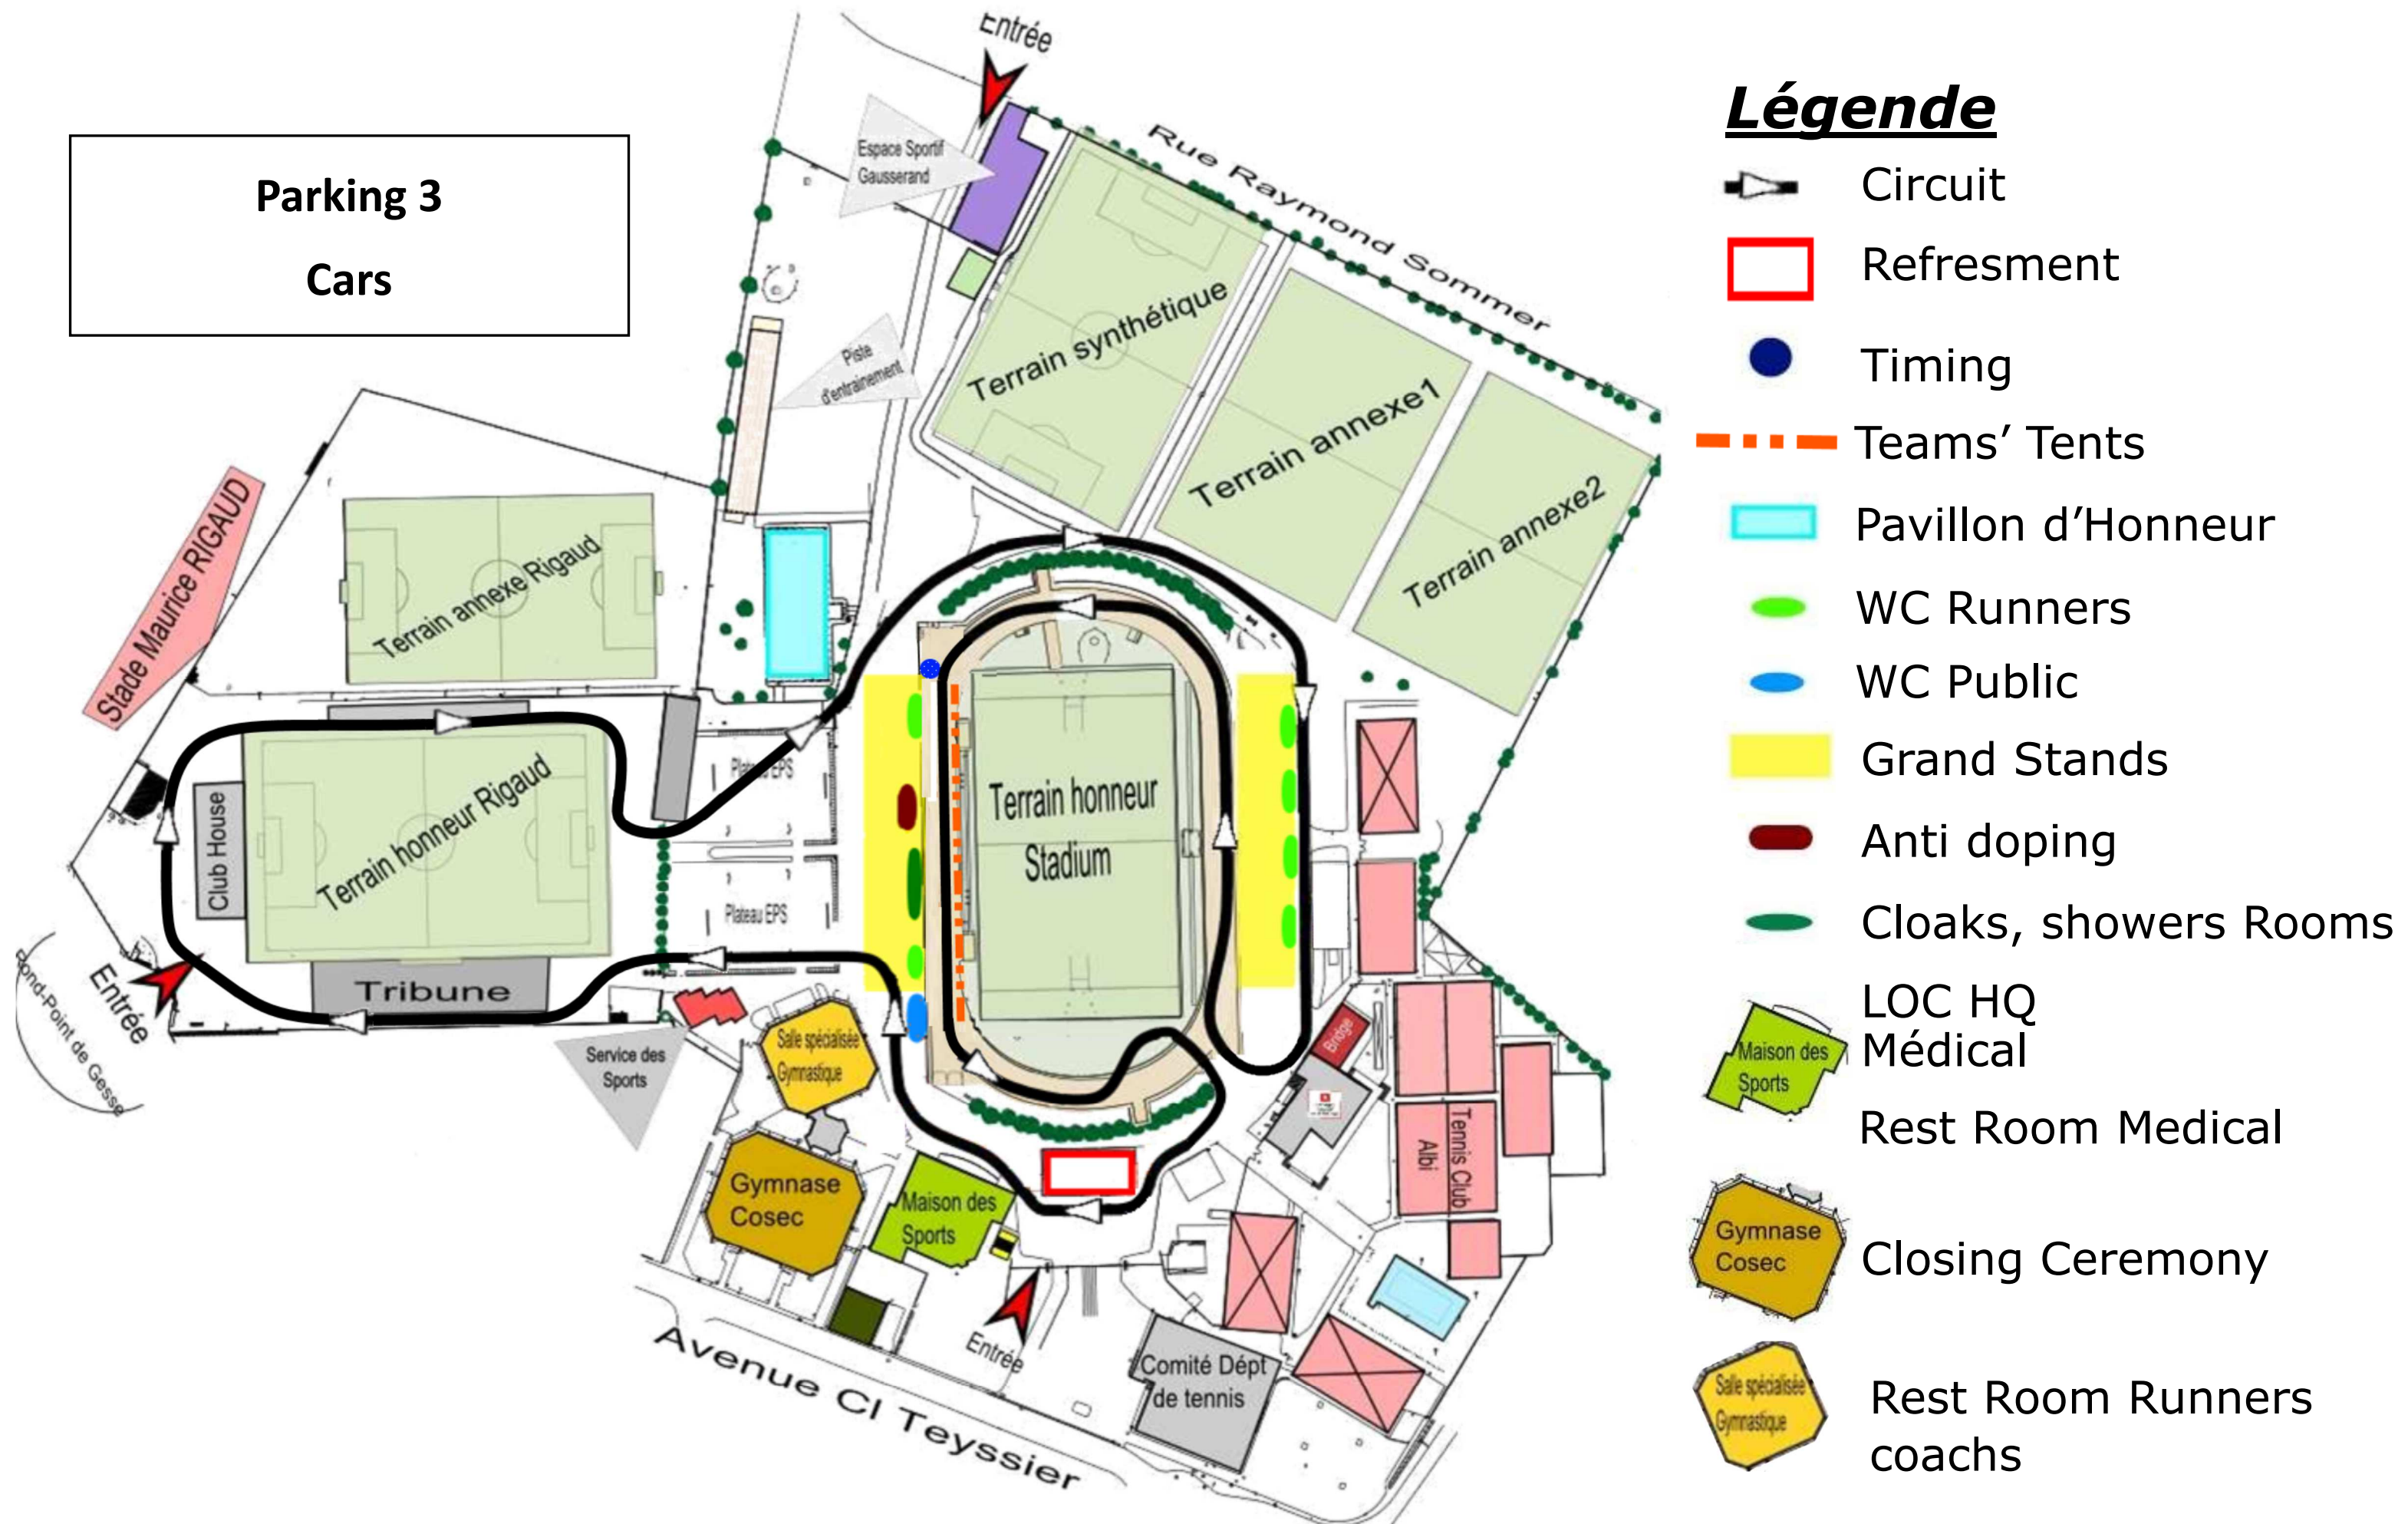 Entrée
Légende
Parking 3
Cars
Espace Sportif
Gausserand
Rue Raymond Sommer
Circuit
Refresment
Timing
Teams’ Tents
Pavillon d’Honneur
WC Runners
WC Public
Grand Stands
Anti doping
Cloaks, showers Rooms
Maison des
Sports
LOC HQ
Médical
Rest Room Medical
Gymnase
Cosec
Closing Ceremony
Salle spécialisée
Gymnastique
Rest Room Runners
coachs
Terrain synthétique
Piste
d'entrainement
Terrain annexe1
Terrain annexe2
Stade Maurice RIGAUD
Terrain annexe Rigaud
Plateau EPS
Terrain honneur Rigaud
Club House
Terrain honneur
Stadium
Plateau EPS
Tribune
Entrée
Rond-Point de Gesse
Service des
Sports
Salle spécialisée
Gymnastique
Bridge
Tennis Club
Albi
Gymnase
Cosec
Maison des
Sports
Entrée
Comité Dépt
de tennis
Avenue Cl Teyssier